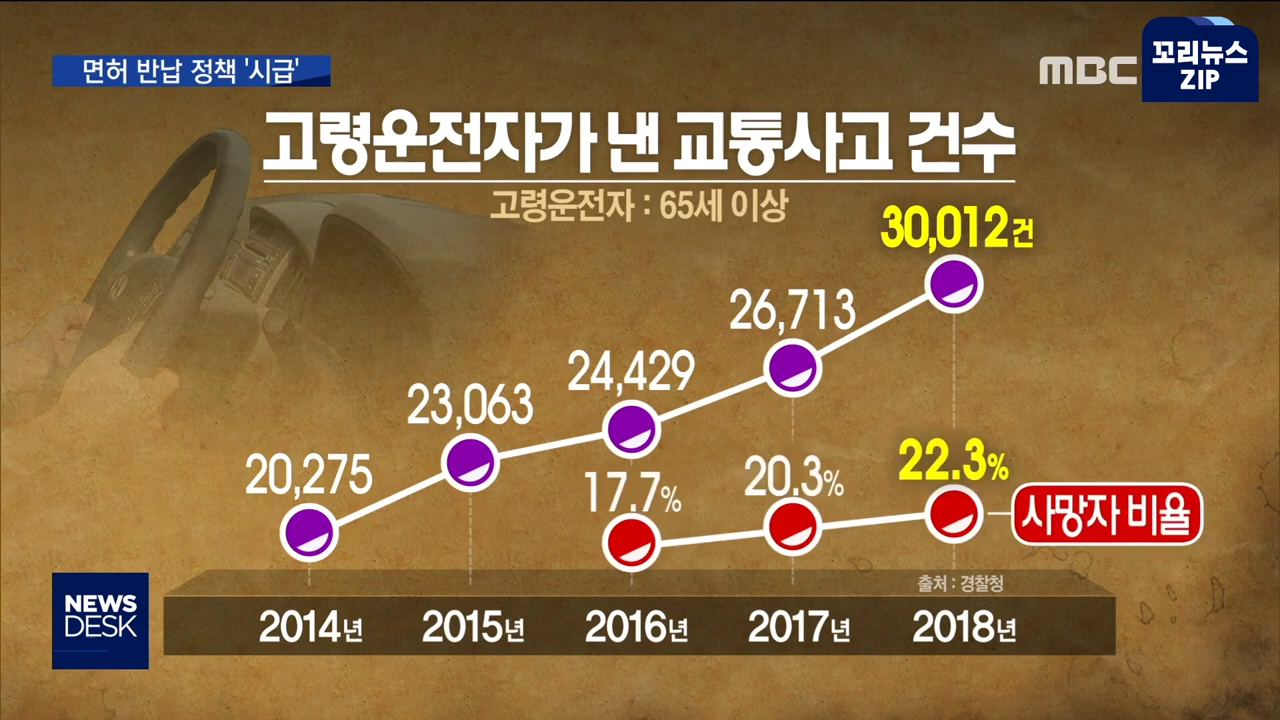 면허 반납 정책 '시급'
MBC
꼬리뉴스
ZIP
고령운전자가 낸 교통사고 건수
고령운전자 : 65세 이상
30,012건
26,713
24,429
23,063
20,275
17.7%
20.3%
22.3%
사망자 비율
출처 : 경찰청
NEWS
DESK
2014년 2015년 2016년 2017년 2018년